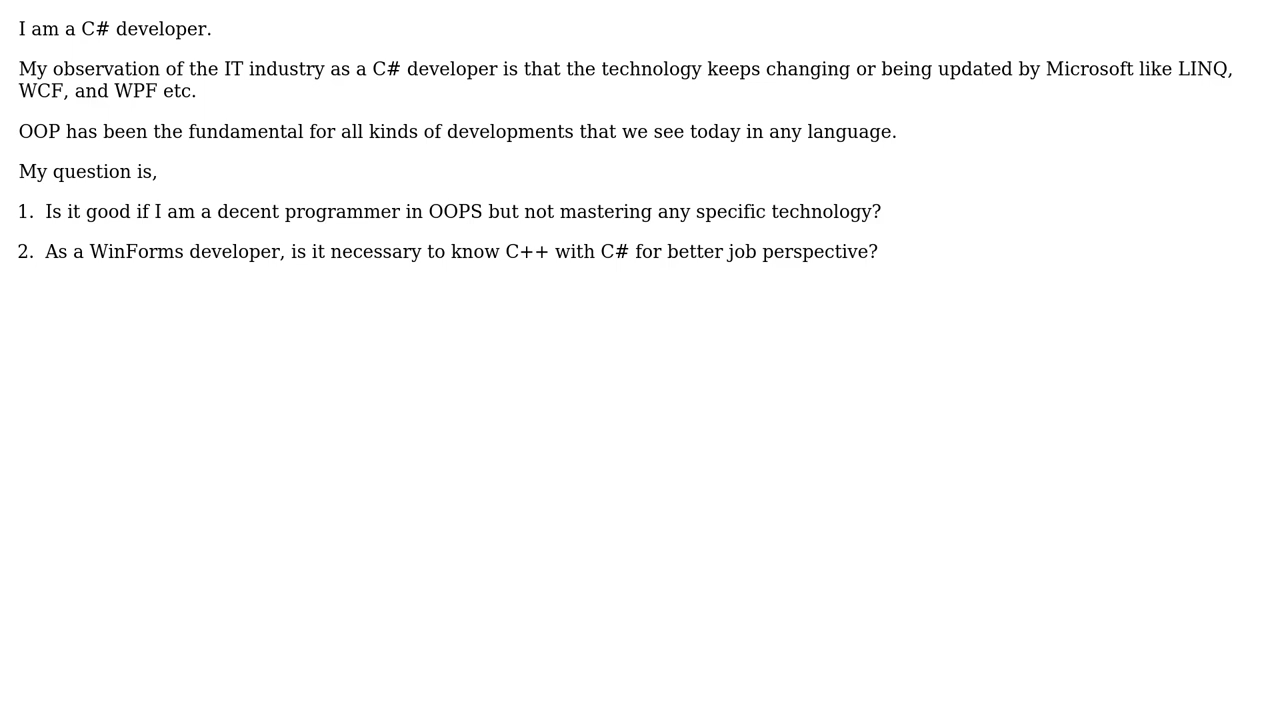 I am a C# developer.
My observation of the IT industry as a C# developer is that the technology keeps changing or being updated by Microsoft like LINQ,
WCF, and WPF etc.
OOP has been the fundamental for all kinds of developments that we see today in any language.
My question is,
1. Is it good if I am a decent programmer in OOPS but not mastering any specific technology?
2. As a WinForms developer, is it necessary to know C++ with C# for better job perspective?